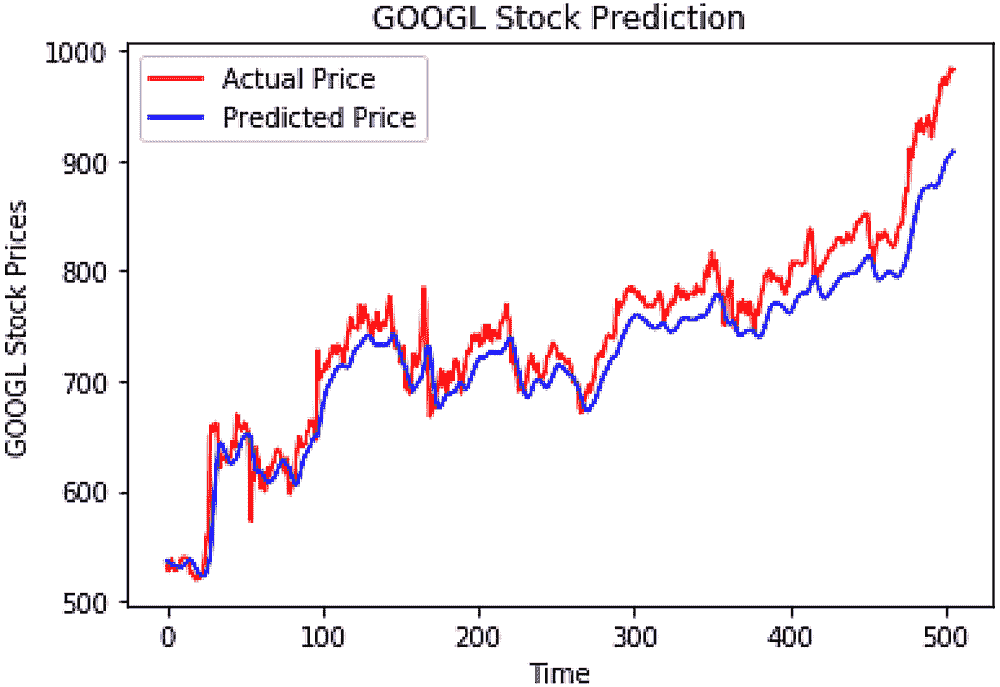 GOOGL Stock Prediction
Actual Price
Predicted Price
GOOGL Stock Prices
1000
900
800
700
600
500
0 100 200 300 400 500
Time